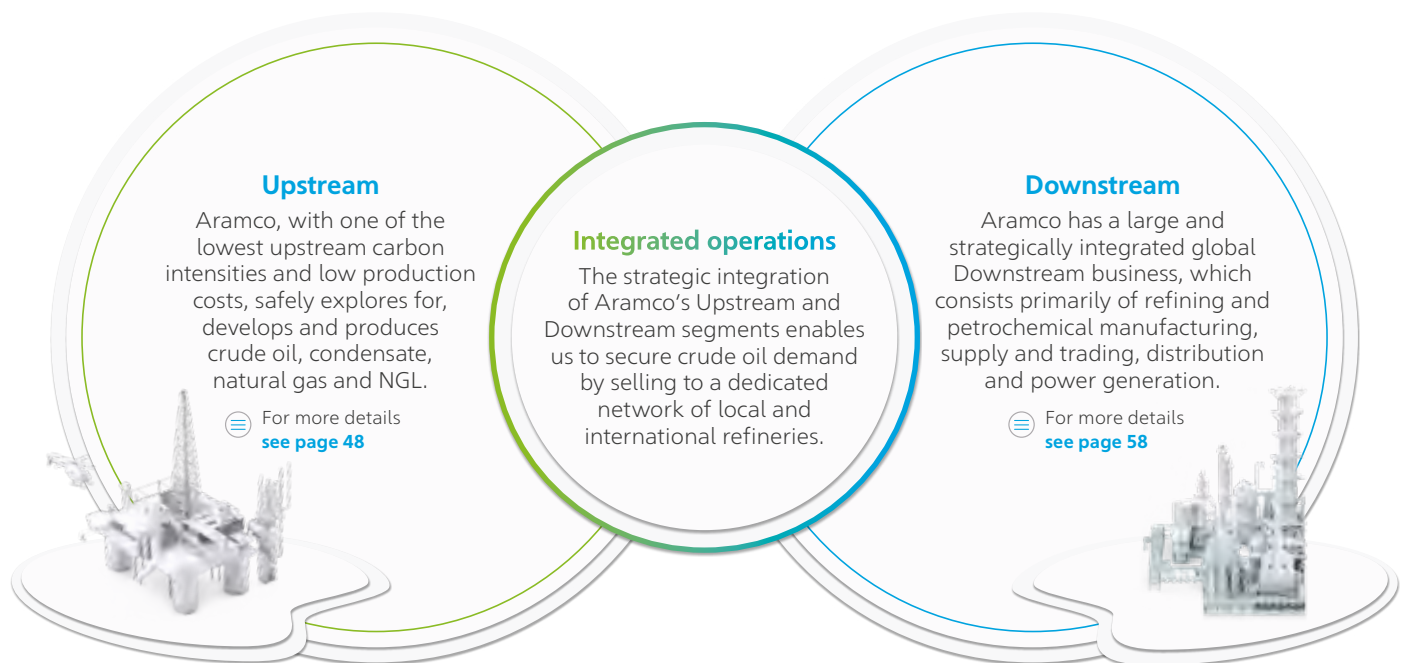 Upstream
Aramco, with one of the
lowest upstream carbon
intensities and low production
costs, safely explores for,
develops and produces
crude oil, condensate,
natural gas and NGL.
For more details
see page 48
Integrated operations
The strategic integration
of Aramco’s Upstream and
Downstream segments enables
us to secure crude oil demand
by selling to a dedicated
network of local and
international refineries.
Downstream
Aramco has a large and
strategically integrated global
Downstream business, which
consists primarily of refining and
petrochemical manufacturing,
supply and trading, distribution
and power generation.
For more details
see page 58